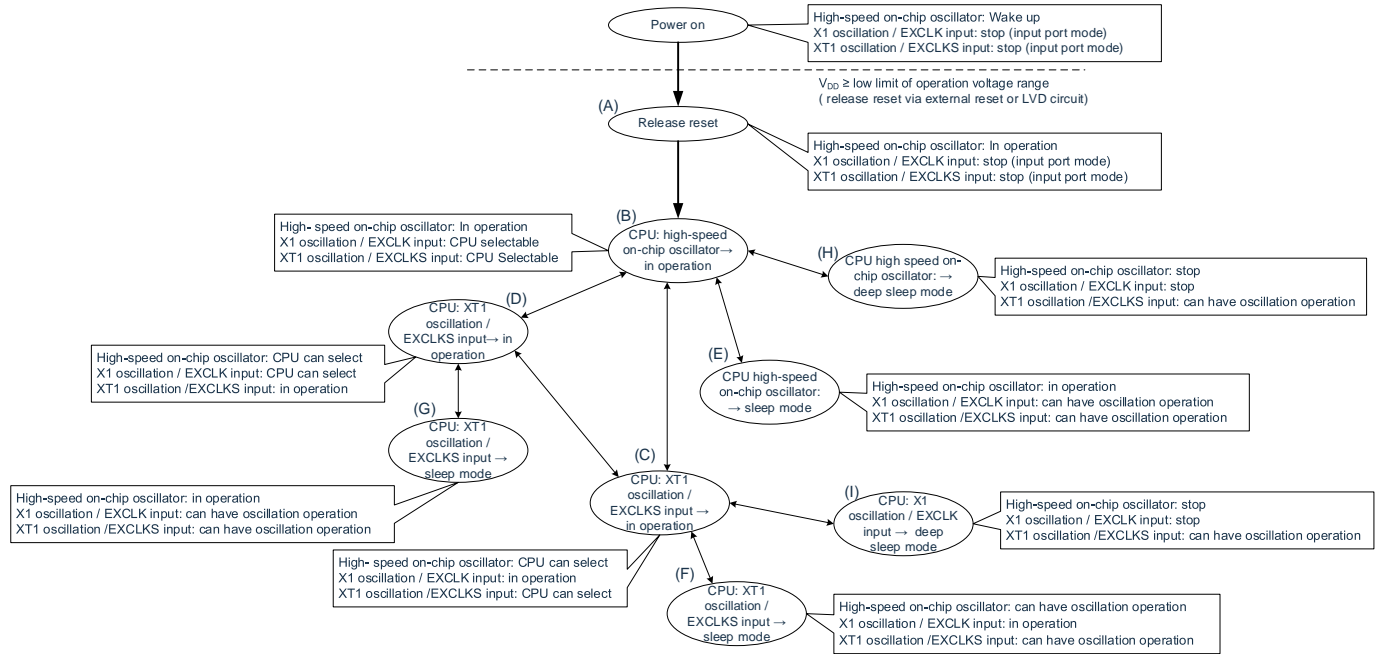 Power on
High-speed on-chip oscillator: Wake up
X1 oscillation / EXCLK input: stop (input port mode)
XT1 oscillation / EXCLKS input: stop (input port mode)
VDD ≥ low limit of operation voltage range
( release reset via external reset or LVD circuit)
(A)
Release reset
High-speed on-chip oscillator: In operation
X1 oscillation / EXCLK input: stop (input port mode)
XT1 oscillation / EXCLKS input: stop (input port mode)
(B)
CPU: high-speed
on-chip oscillator→
in operation
High- speed on-chip oscillator: In operation
X1 oscillation / EXCLK input: CPU selectable
XT1 oscillation / EXCLKS input: CPU Selectable
(H)
CPU high speed on-
chip oscillator: →
deep sleep mode
High-speed on-chip oscillator: stop
X1 oscillation / EXCLK input: stop
XT1 oscillation /EXCLKS input: can have oscillation operation
(D)
CPU: XT1
oscillation /
EXCLKS input→ in
operation
High-speed on-chip oscillator: CPU can select
X1 oscillation / EXCLK input: CPU can select
XT1 oscillation /EXCLKS input: in operation
(E)
CPU high-speed
on-chip oscillator:
→ sleep mode
High-speed on-chip oscillator: in operation
X1 oscillation / EXCLK input: can have oscillation operation
XT1 oscillation /EXCLKS input: can have oscillation operation
(G)
CPU: XT1
oscillation /
EXCLKS input →
sleep mode
High-speed on-chip oscillator: in operation
X1 oscillation / EXCLK input: can have oscillation operation
XT1 oscillation /EXCLKS input: can have oscillation operation
(C)
CPU: XT1
oscillation /
EXCLKS input →
in operation
High- speed on-chip oscillator: CPU can select
X1 oscillation / EXCLK input: in operation
XT1 oscillation /EXCLKS input: CPU can select
(I)
CPU: X1
oscillation / EXCLK
input → deep
sleep mode
High-speed on-chip oscillator: stop
X1 oscillation / EXCLK input: stop
XT1 oscillation /EXCLKS input: can have oscillation operation
(F)
CPU: XT1
oscillation /
EXCLKS input →
sleep mode
High-speed on-chip oscillator: can have oscillation operation
X1 oscillation / EXCLK input: in operation
XT1 oscillation /EXCLKS input: can have oscillation operation